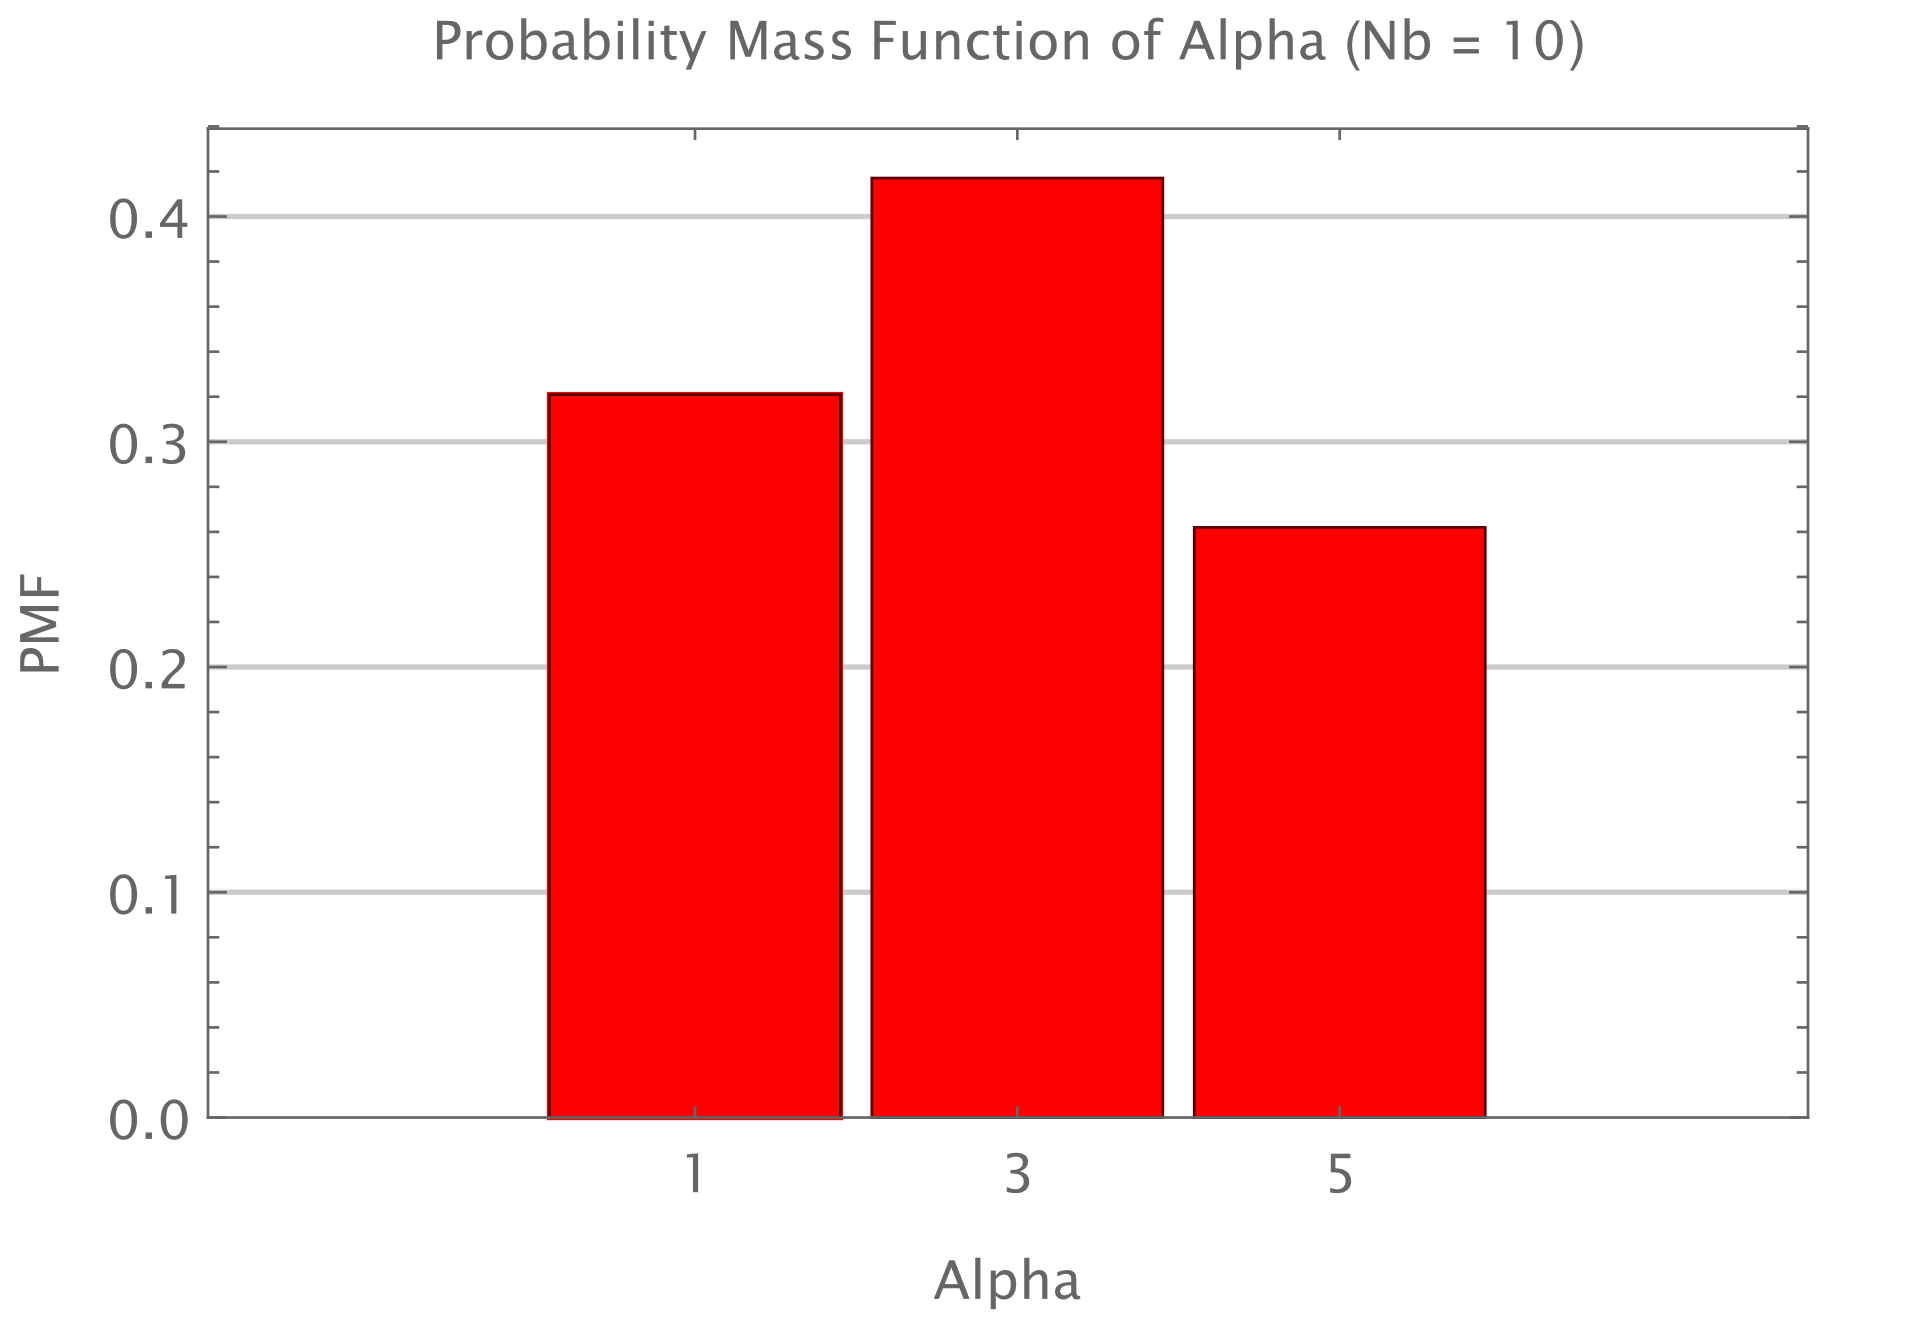 Probability Mass Function of Alpha (Nb = 10)
0.4
0.3
0.2
0.1
0.0
PMF
1 3 5
Alpha